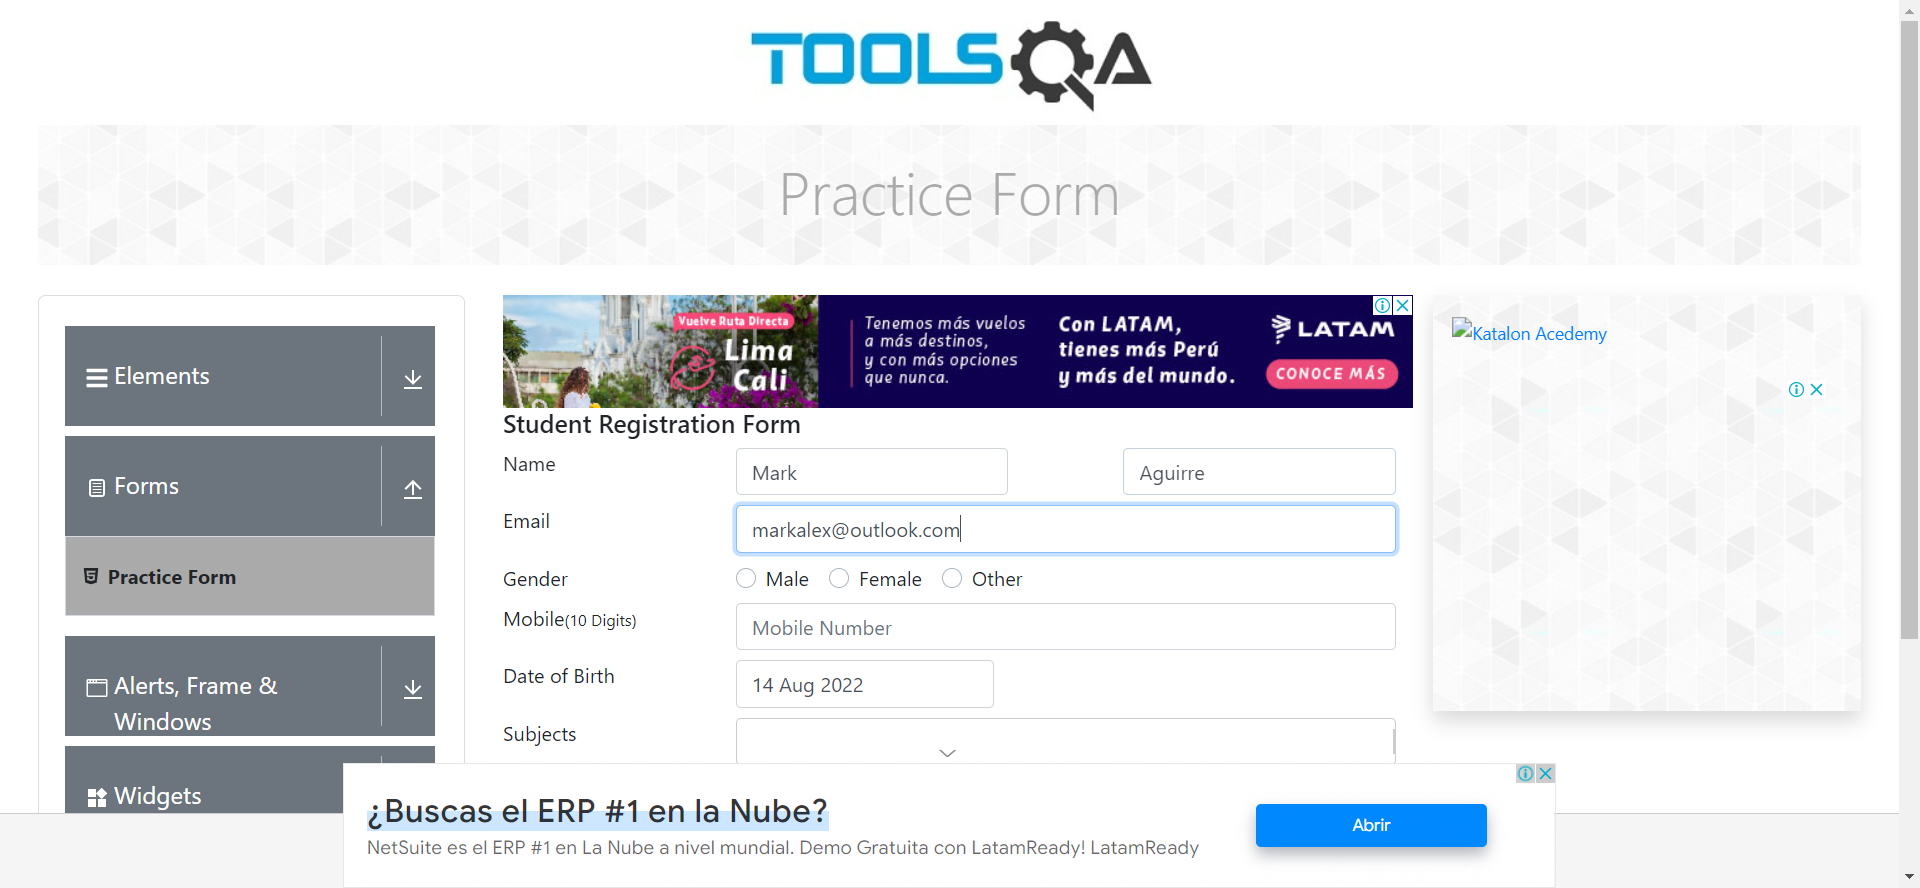 TOOLSQA
Practice Form
Elements
Forms
Practice Form
Alerts, Frame &
Windows
Widgets
Vuelve Ruta Directa
Lima
Cali
Tenemos más vuelos
a más destinos,
y con más opciones
que nunca.
Con LATAM,
tienes más Perú
y más del mundo.
LATAM
CONOCE MÁS
Student Registration Form
Name
Mark
Aguirre
Email
markalex@outlook.com
Gender
Male
Female
Other
Mobile(10 Digits)
Mobile Number
Date of Birth
14 Aug 2022
Subjects
Katalon Acedemy
¿Buscas el ERP #1 en la Nube?
NetSuite es el ERP #1 en La Nube a nivel mundial. Demo Gratuita con LatamReady! LatamReady
Abrir